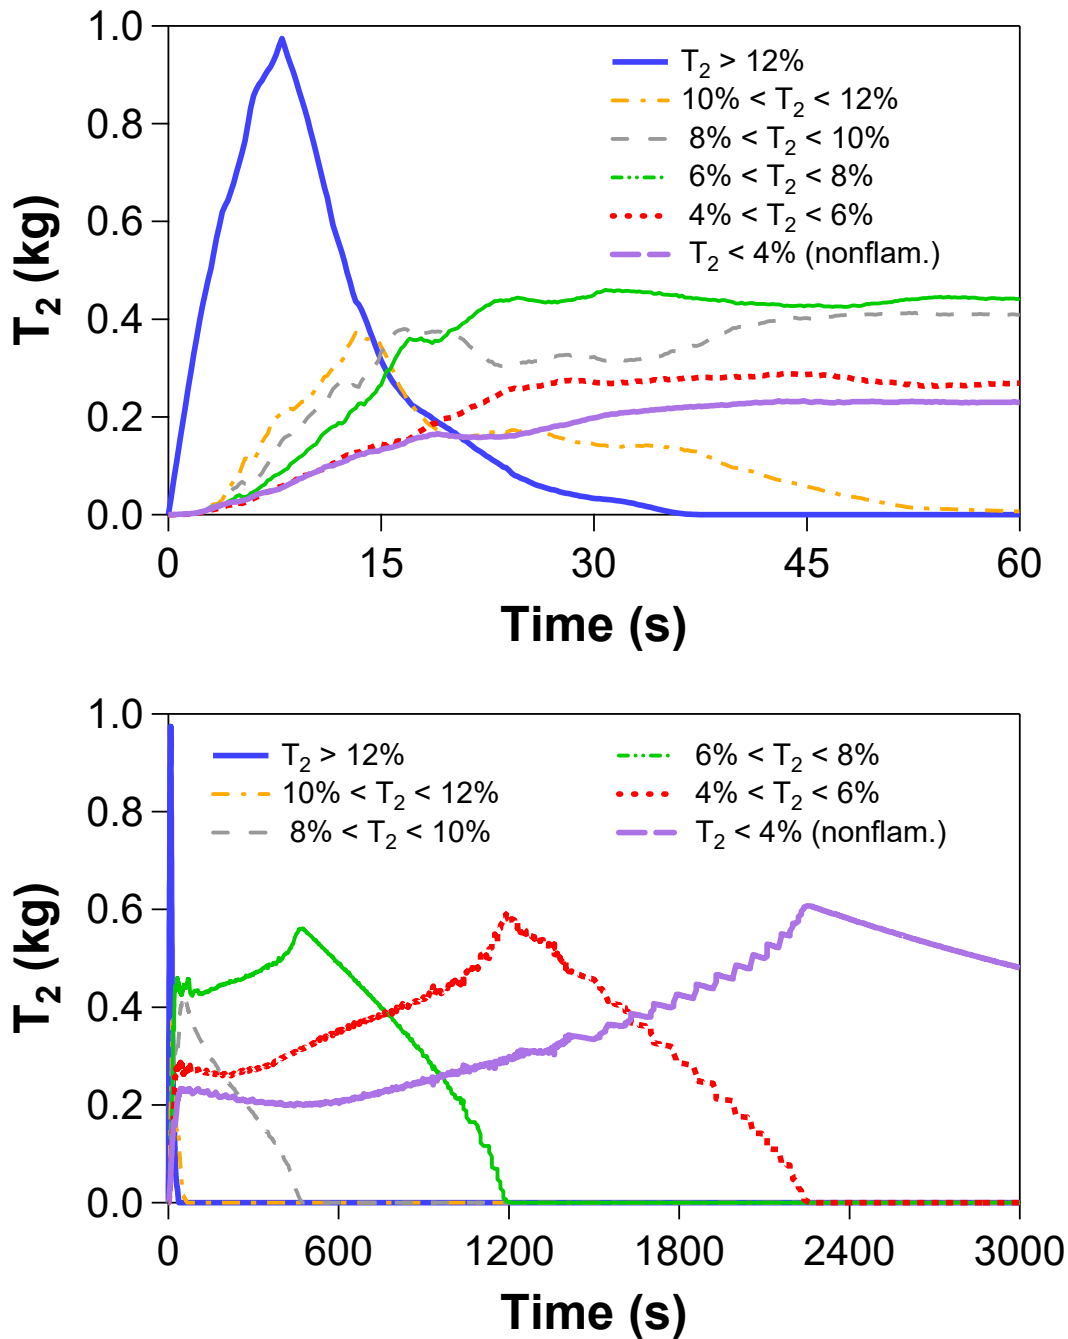 1.0
0.8
0.6
0.4
0.2
0.0
T₂ (kg)
T₂ > 12%
10% < T₂ < 12%
8% < T₂ < 10%
6% < T₂ < 8%
4% < T₂ < 6%
T₂ < 4% (nonflam.)
0 15 30 45 60
Time (s)
1.0
0.8
0.6
0.4
0.2
0.0
T₂ (kg)
T₂ > 12%
10% < T₂ < 12%
8% < T₂ < 10%
6% < T₂ < 8%
4% < T₂ < 6%
T₂ < 4% (nonflam.)
0 600 1200 1800 2400 3000
Time (s)